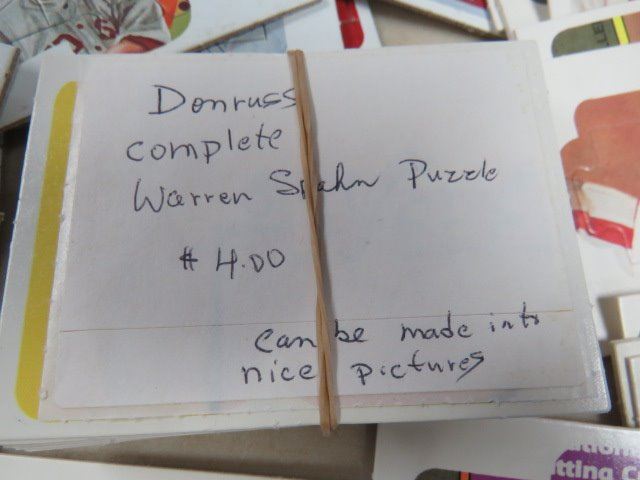 Donruss
complete
Warren Spahn Puzzle
$ 4.00
can be made into
nice pictures